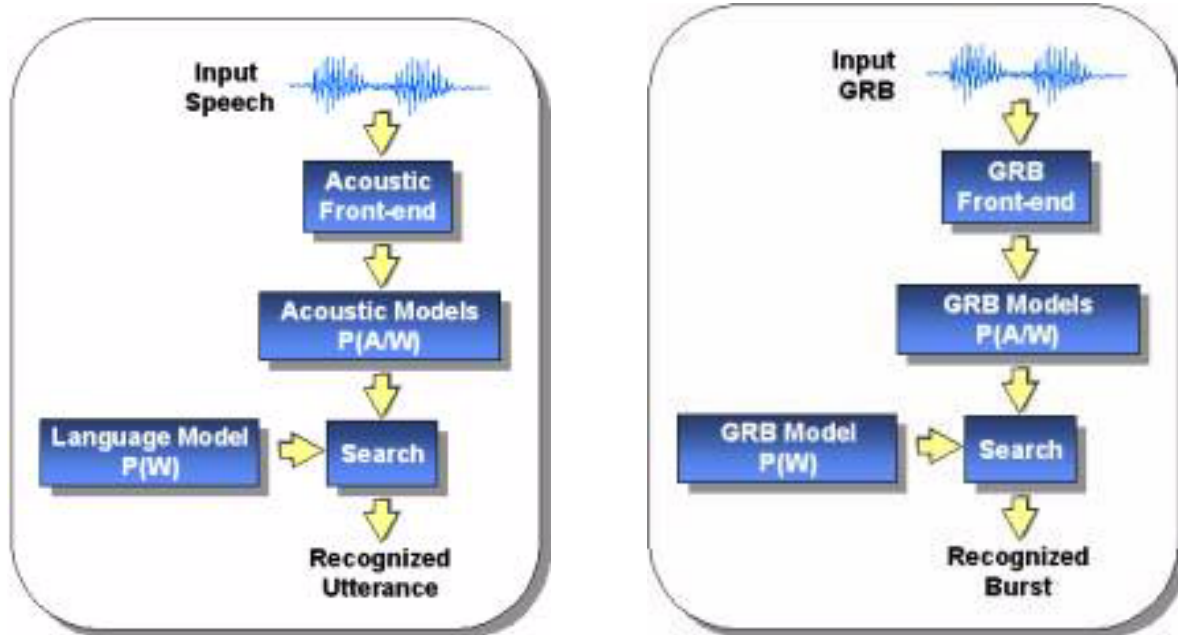 Input
Speech
Acoustic
Front-end
Acoustic Models
P(A/W)
Language Model
P(W)
Search
Recognized
Utterance
Input
GRB
GRB
Front-end
GRB Models
P(A/W)
GRB Model
P(W)
Search
Recognized
Burst